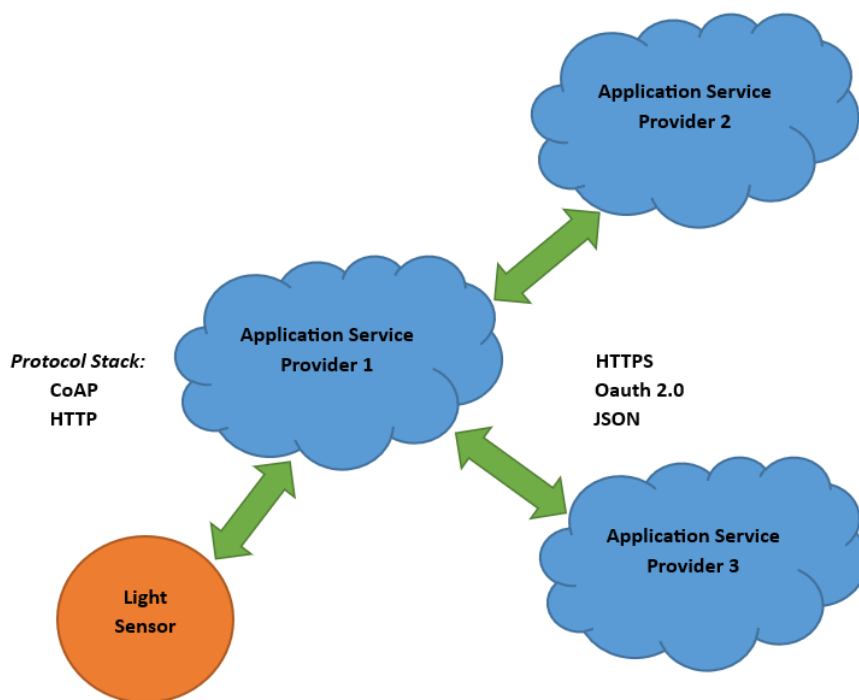 Application Service
Provider 2
Application Service
Provider 1
Protocol Stack:
CoAP
HTTP
HTTPS
Oauth 2.0
JSON
Application Service
Provider 3
Light
Sensor